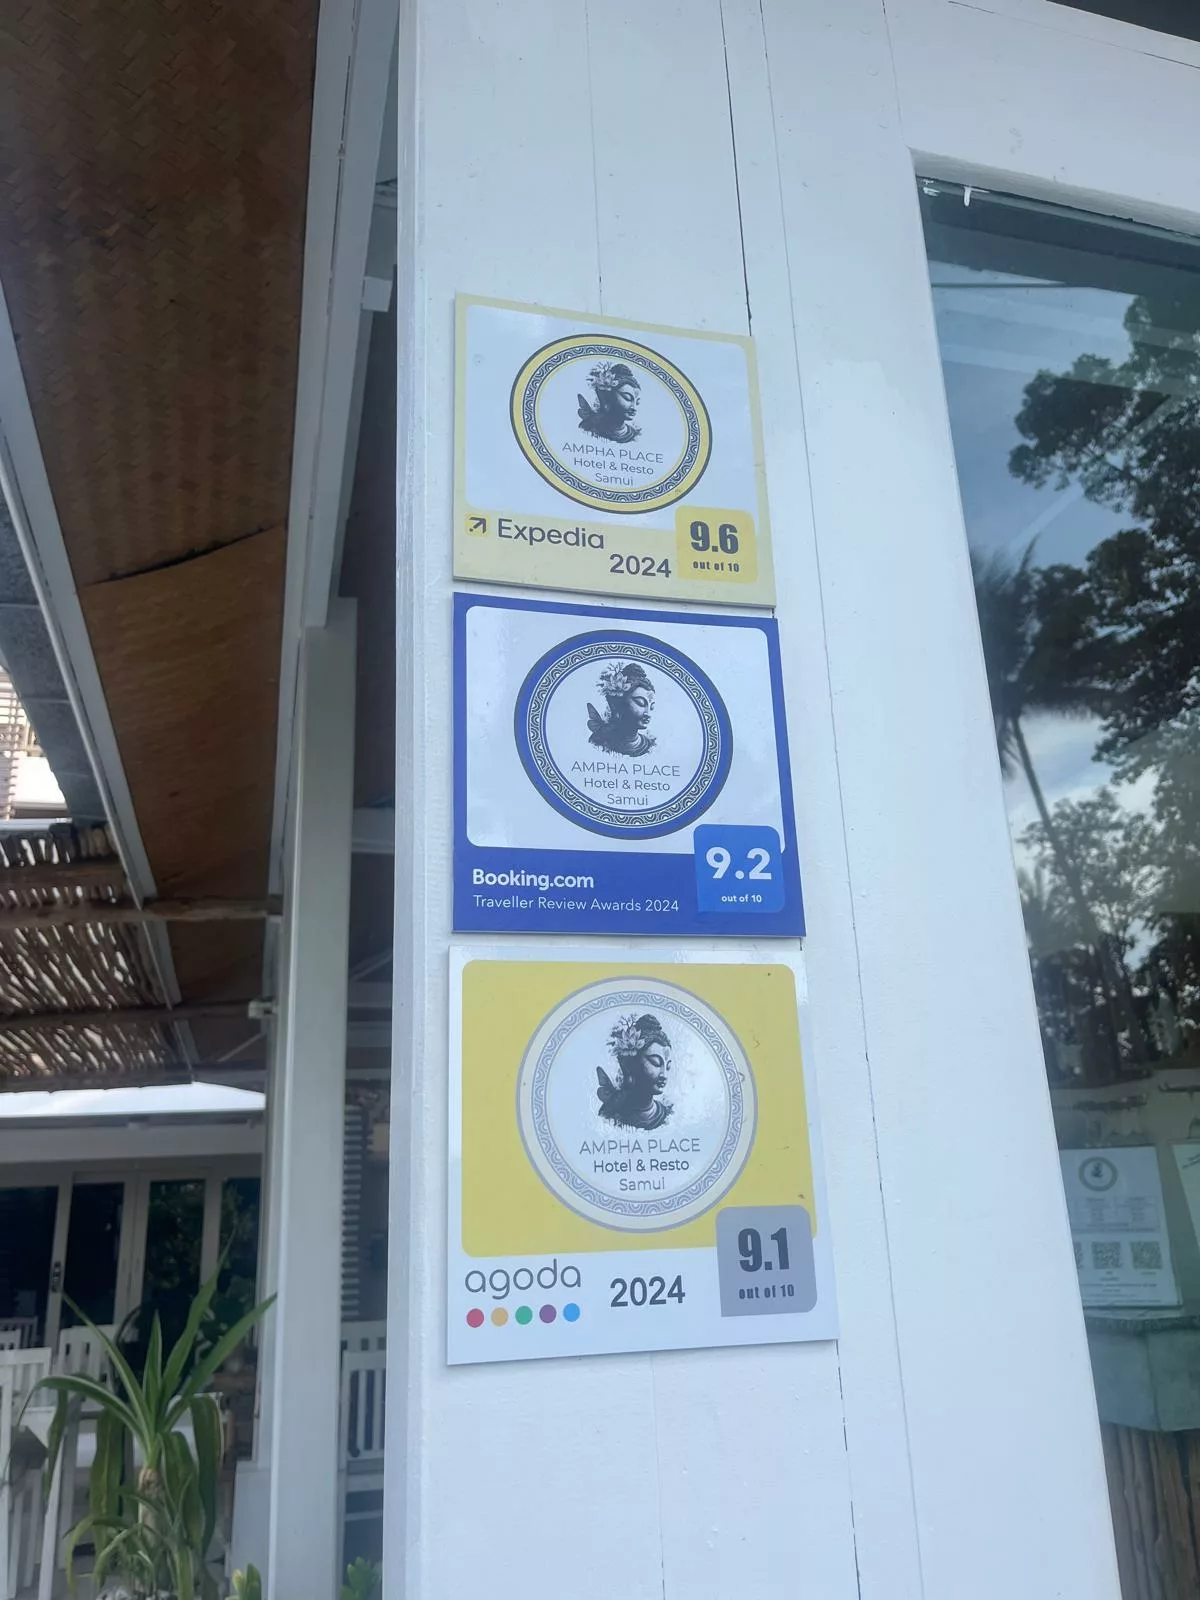 AMPHA PLACE
Hotel & Resto
Samui
Expedia
2024
9.6
out of 10
AMPHA PLACE
Hotel & Resto
Samui
Booking.com
Traveller Review Awards 2024
9.2
out of 10
AMPHA PLACE
Hotel & Resto
Samui
agoda
2024
9.1
out of 10